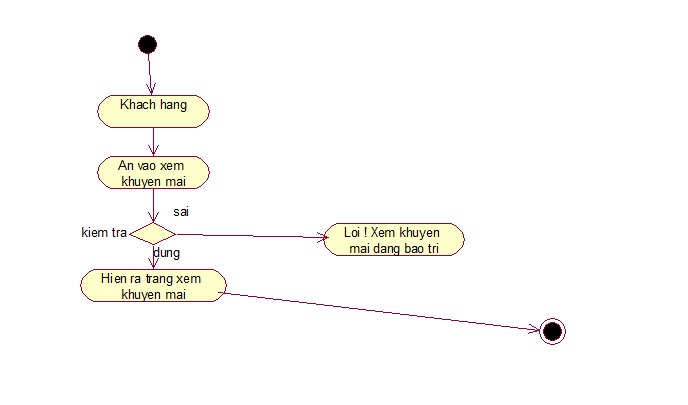 Khach hang
An vao xem
khuyen mai
sai
kiem tra
Loi ! Xem khuyen
mai dang bao tri
dung
Hien ra trang xem
khuyen mai